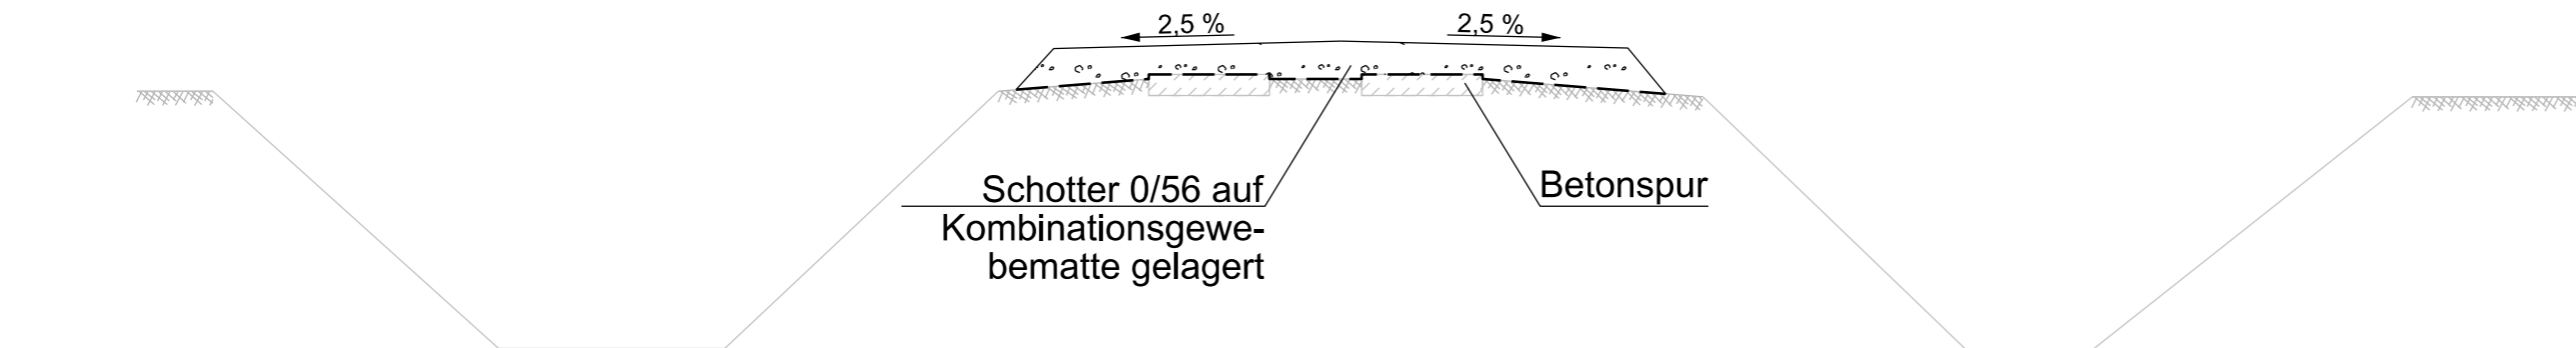 2,5 %
2,5 %
Schotter 0/56 auf
Kombinationsgewe-
bematte gelagert
Betonspur